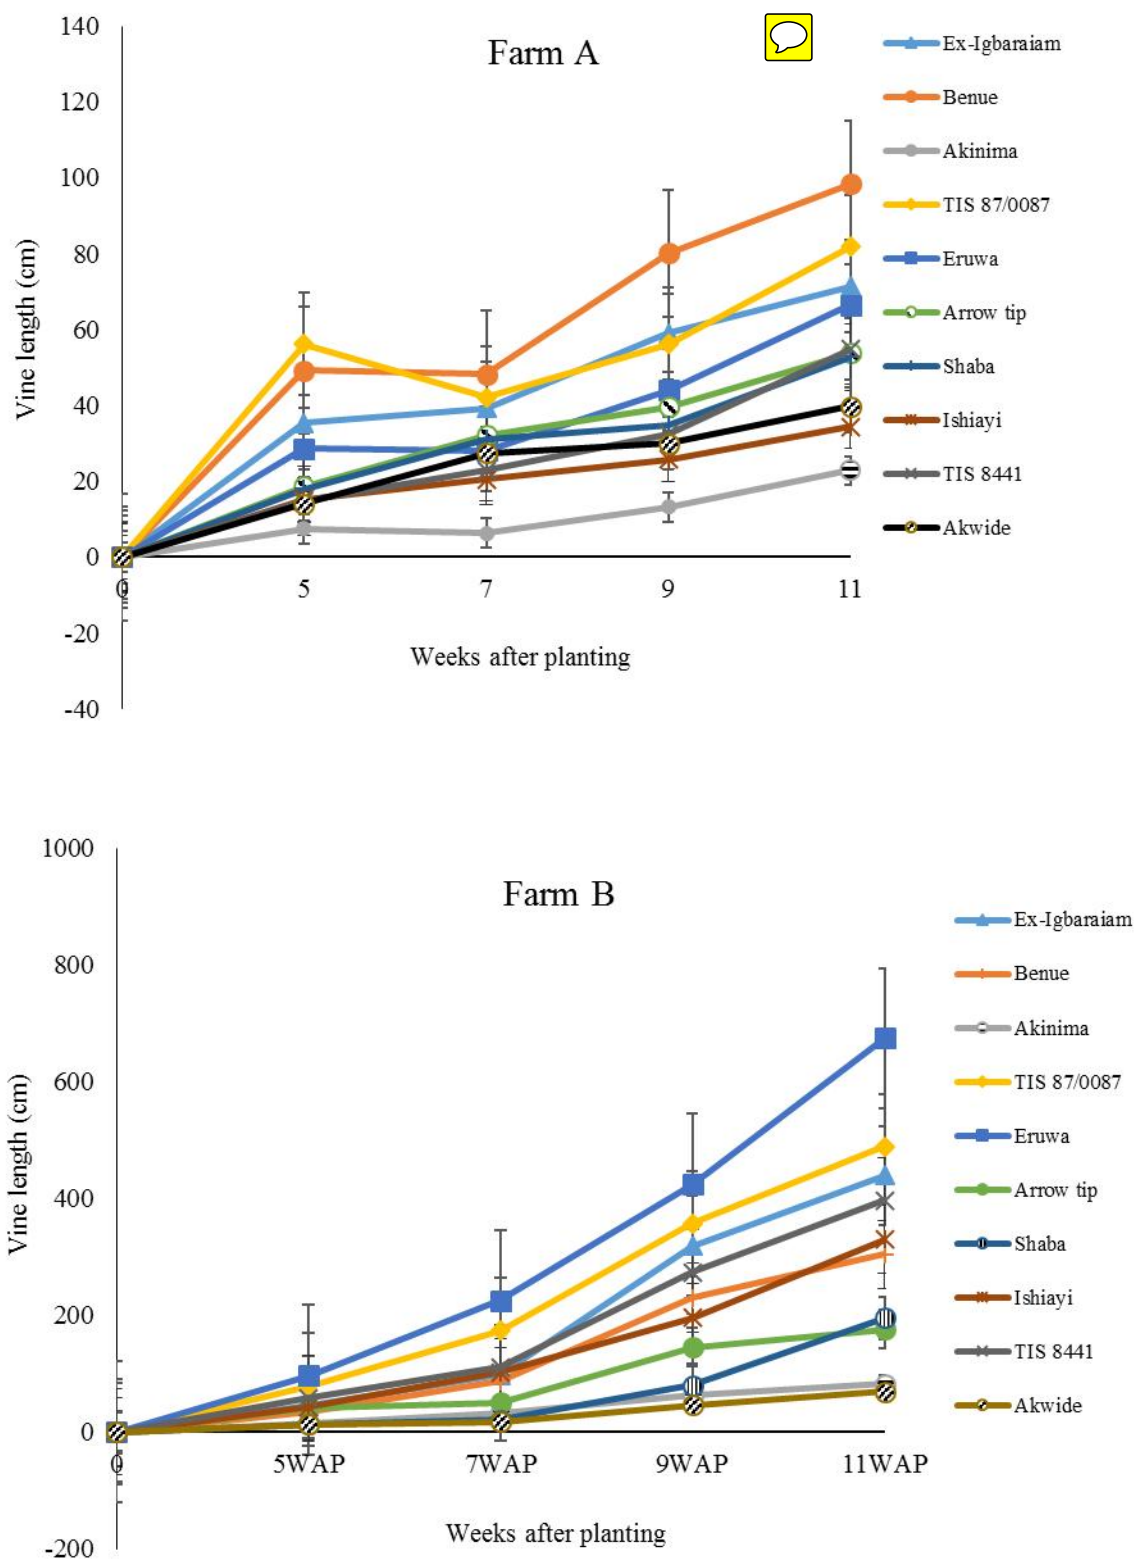 Farm A
140
120
100
80
60
40
20
0
-20
-40
Vine length (cm)
0 5 7 9 11
Weeks after planting
Ex-Igbaraiam
Benue
Akinima
TIS 87/0087
Eruwa
Arrow tip
Shaba
Ishiayi
TIS 8441
Akwide
Farm B
1000
800
600
400
200
0
-200
Vine length (cm)
0 5WAP 7WAP 9WAP 11WAP
Weeks after planting
Ex-Igbaraiam
Benue
Akinima
TIS 87/0087
Eruwa
Arrow tip
Shaba
Ishiayi
TIS 8441
Akwide